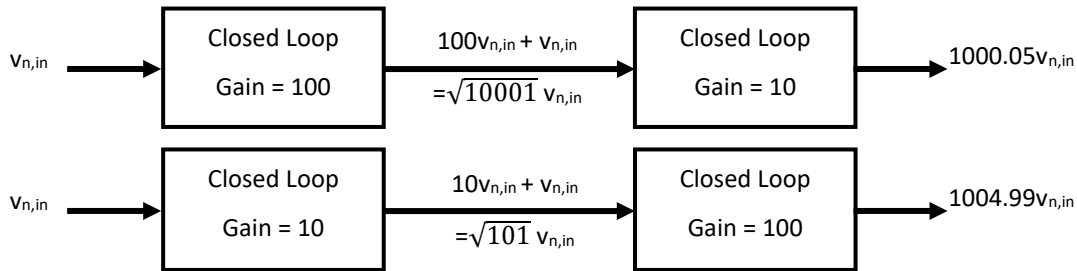 v_{n,in}
Closed Loop
Gain = 100
100v_{n,in} + v_{n,in}
=√10001 v_{n,in}
Closed Loop
Gain = 10
1000.05v_{n,in}
v_{n,in}
Closed Loop
Gain = 10
10v_{n,in} + v_{n,in}
=√101 v_{n,in}
Closed Loop
Gain = 100
1004.99v_{n,in}